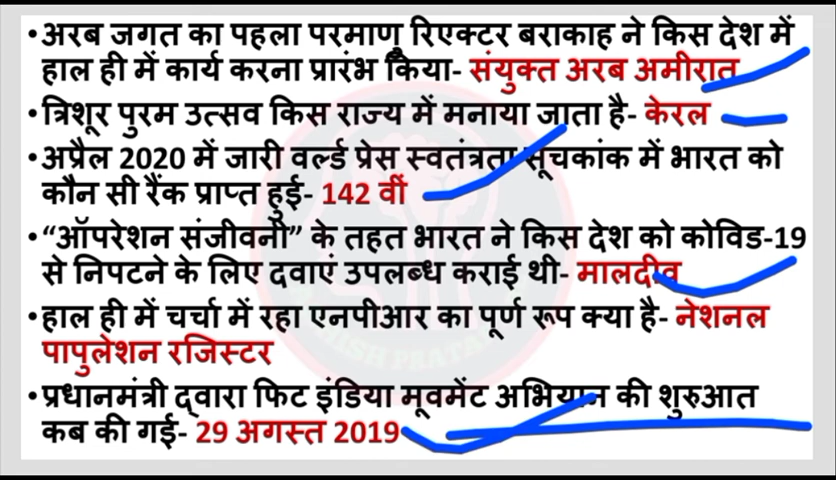 •अरब जगत का पहला परमाणु रिएक्टर बराकाह ने किस देश में
हाल ही में कार्य करना प्रारंभ किया- संयुक्त अरब अमीरात
•त्रिशूर पुरम उत्सव किस राज्य में मनाया जाता है- केरल
•अप्रैल 2020 में जारी वर्ल्ड प्रेस स्वतंत्रता सूचकांक में भारत को
कौन सी रैंक प्राप्त हुई- 142 वीं
•“ऑपरेशन संजीवनी” के तहत भारत ने किस देश को कोविड-19
से निपटने के लिए दवाएं उपलब्ध कराई थी- मालदीव
•हाल ही में चर्चा में रहा एनपीआर का पूर्ण रूप क्या है- नेशनल
पापुलेशन रजिस्टर
•प्रधानमंत्री द्वारा फिट इंडिया मूवमेंट अभियान की शुरुआत
कब की गई- 29 अगस्त 2019